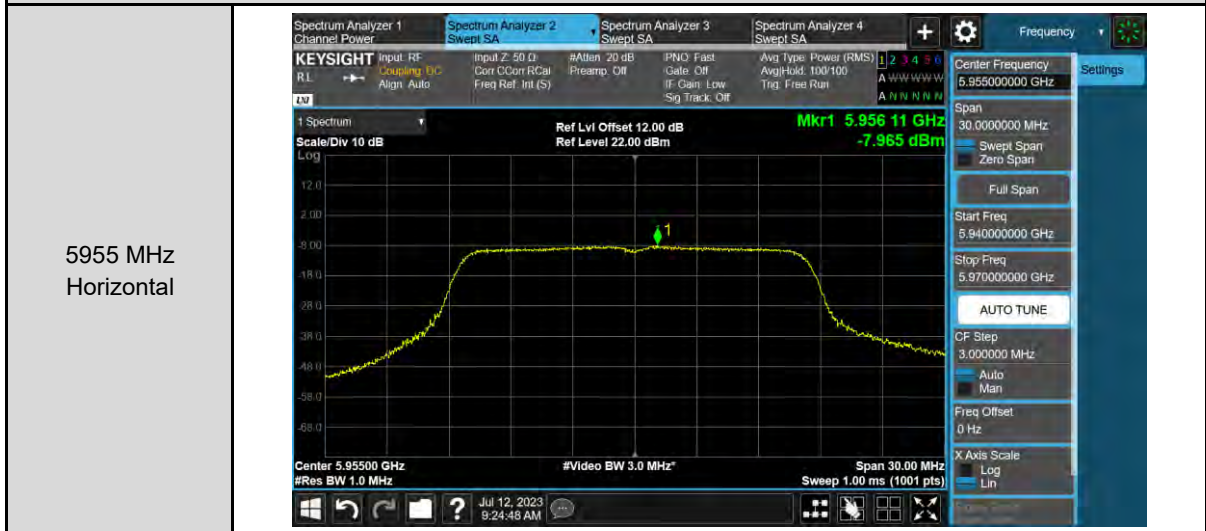 5955 MHz
Horizontal
Spectrum Analyzer 1
Channel Power
Spectrum Analyzer 2
Swept SA
Spectrum Analyzer 3
Swept SA
Spectrum Analyzer 4
Swept SA
+
Frequency
KEYSIGHT
RL
LXI
Input: RF
Coupling: DC
Align: Auto
Input Z: 50 Ω
Corr CCorr RCal
Freq Ref: Int (S)
#Atten: 20 dB
Preamp: Off
PNO: Fast
Gate: Off
IF Gain: Low
Sig Track: Off
Avg Type: Power (RMS)
Avg|Hold: 100/100
Trig: Free Run
1 2 3 4 5 6
A W W W W W
A N N N N N
1 Spectrum
Scale/Div 10 dB
Ref Lvl Offset 12.00 dB
Ref Level 22.00 dBm
Mkr1 5.956 11 GHz
-7.965 dBm
Log
12.0
2.00
-8.00
-18.0
-28.0
-38.0
-48.0
-58.0
-68.0
1
Center 5.95500 GHz
#Res BW 1.0 MHz
#Video BW 3.0 MHz*
Span 30.00 MHz
Sweep 1.00 ms (1001 pts)
Center Frequency
5.955000000 GHz
Settings
Span
30.0000000 MHz
Swept Span
Zero Span
Full Span
Start Freq
5.940000000 GHz
Stop Freq
5.970000000 GHz
AUTO TUNE
CF Step
3.000000 MHz
Auto
Man
Freq Offset
0 Hz
X Axis Scale
Log
Lin
?
Jul 12, 2023
9:24:48 AM